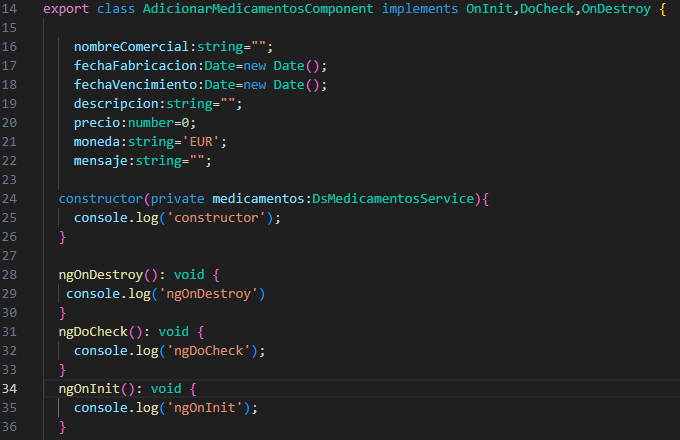 14 export class AdicionarMedicamentosComponent implements OnInit,DoCheck,OnDestroy {
15
16 nombreComercial:string="";
17 fechaFabricacion:Date=new Date();
18 fechaVencimiento:Date=new Date();
19 descripcion:string="";
20 precio:number=0;
21 moneda:string='EUR';
22 mensaje:string="";
23
24 constructor(private medicamentos:DsMedicamentosService){
25 console.log('constructor');
26 }
27
28 ngOnDestroy(): void {
29 console.log('ngOnDestroy')
30 }
31 ngDoCheck(): void {
32 console.log('ngDoCheck');
33 }
34 ngOnInit(): void {
35 console.log('ngOnInit');
36 }